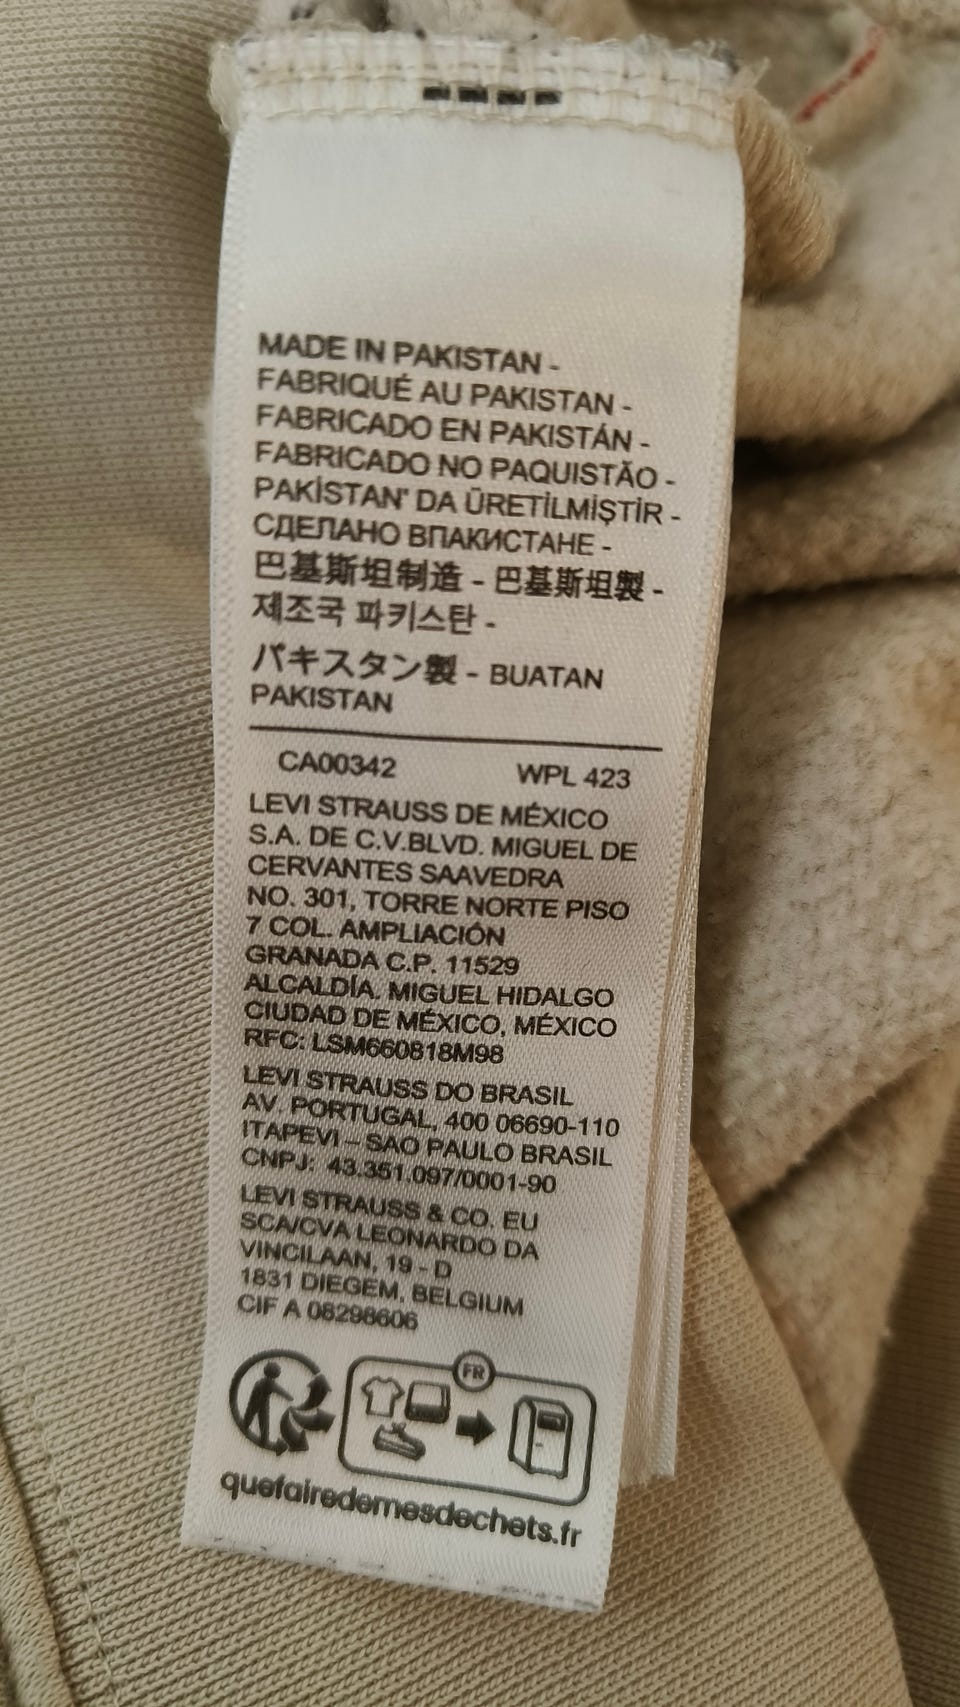 MADE IN PAKISTAN -
FABRIQUÉ AU PAKISTAN -
FABRICADO EN PAKISTÁN -
FABRICADO NO PAQUISTÃO -
PAKİSTAN' DA ÜRETİLMİŞTİR -
СДЕЛАНО ВПАКИСТАНЕ -
巴基斯坦制造 - 巴基斯坦製 -
제조국 파키스탄 -
パキスタン製 - BUATAN
PAKISTAN
CA00342 WPL 423
LEVI STRAUSS DE MÉXICO
S.A. DE C.V.BLVD. MIGUEL DE
CERVANTES SAAVEDRA
NO. 301, TORRE NORTE PISO
7 COL. AMPLIACIÓN
GRANADA C.P. 11529
ALCALDÍA. MIGUEL HIDALGO
CIUDAD DE MÉXICO, MÉXICO
RFC: LSM660818M98
LEVI STRAUSS DO BRASIL
AV. PORTUGAL, 400 06690-110
ITAPEVI – SAO PAULO BRASIL
CNPJ: 43.351.097/0001-90
LEVI STRAUSS & CO. EU
SCA/CVA LEONARDO DA
VINCILAAN, 19 - D
1831 DIEGEM, BELGIUM
CIF A 08298606
FR
quefairedemesdechets.fr